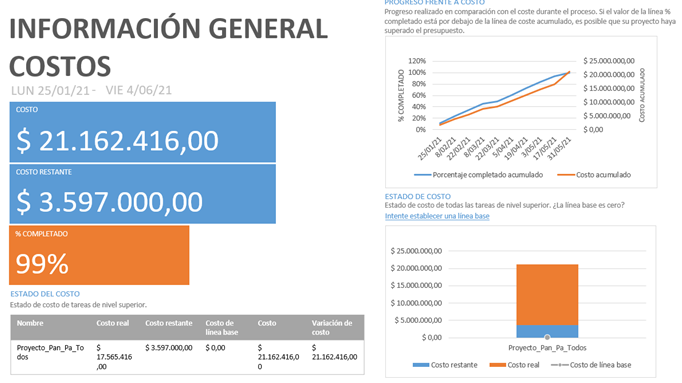 INFORMACIÓN GENERAL
COSTOS
LUN 25/01/21 - VIE 4/06/21
COSTO
$ 21.162.416,00
COSTO RESTANTE
$ 3.597.000,00
% COMPLETADO
99%
ESTADO DEL COSTO
Estado de costo de tareas de nivel superior.
Nombre Costo real Costo restante Costo de Costo Variación de
línea base costo
Proyecto_Pan_Pa_To $ $ 3.597.000,00 $ 0,00 $ $
dos 17.565.416 21.162.416,0 21.162.416,00
,00 0
PROGRESO FRENTE A COSTO
Progreso realizado en comparación con el coste durante el proceso. Si el valor de la línea %
completado está por debajo de la línea de coste acumulado, es posible que su proyecto haya
superado el presupuesto.
% COMPLETADO
120%
100%
80%
60%
40%
20%
0%
$ 25.000.000,00
$ 20.000.000,00
$ 15.000.000,00
$ 10.000.000,00
$ 5.000.000,00
$ 0,00
COSTO ACUMULADO
25/01/21 8/02/21 22/02/21 8/03/21 22/03/21 5/04/21 19/04/21 3/05/21 17/05/21 31/05/21
Porcentaje completado acumulado Costo acumulado
ESTADO DE COSTO
Estado de costo de todas las tareas de nivel superior. ¿La línea base es cero?
Intente establecer una línea base
$ 25.000.000,00
$ 20.000.000,00
$ 15.000.000,00
$ 10.000.000,00
$ 5.000.000,00
$ 0,00
Proyecto_Pan_Pa_Todos
Costo restante Costo real Costo de línea base